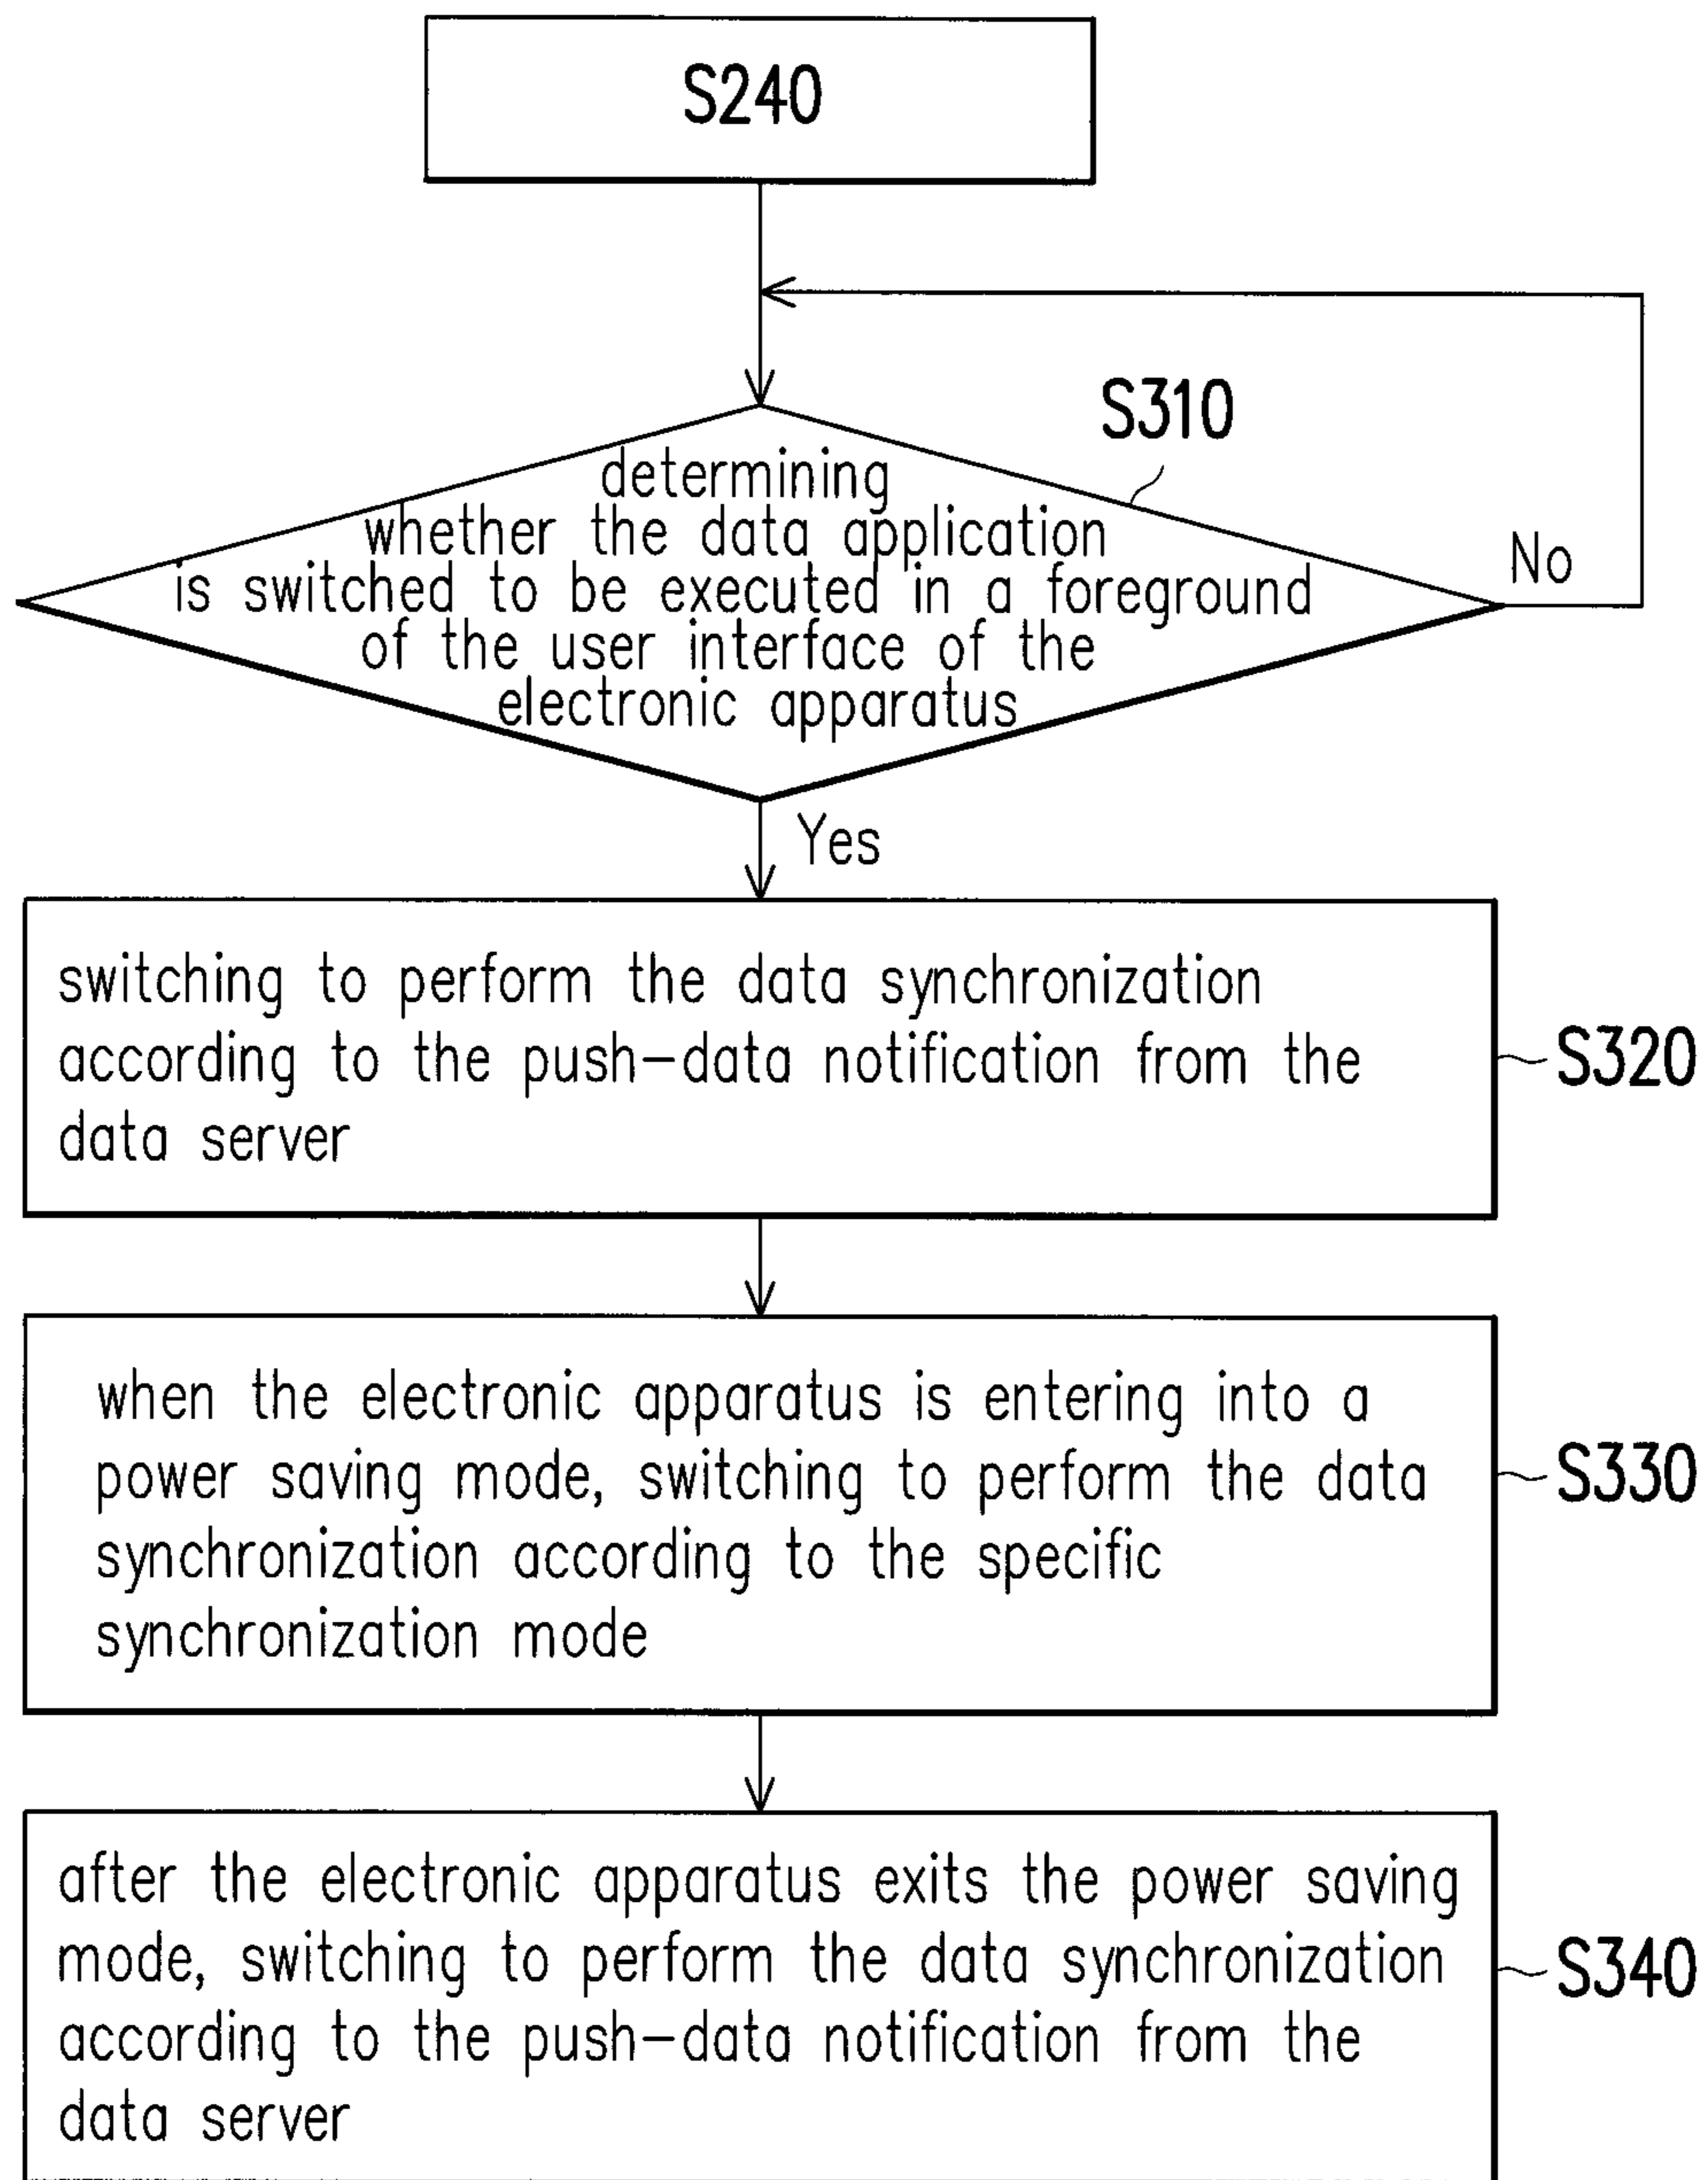 S240
S310
determining
whether the data application
is switched to be executed in a foreground
of the user interface of the
electronic apparatus
No
Yes
switching to perform the data synchronization
according to the push-data notification from the
data server
S320
when the electronic apparatus is entering into a
power saving mode, switching to perform the data
synchronization according to the specific
synchronization mode
S330
after the electronic apparatus exits the power saving
mode, switching to perform the data synchronization
according to the push-data notification from the
data server
S340